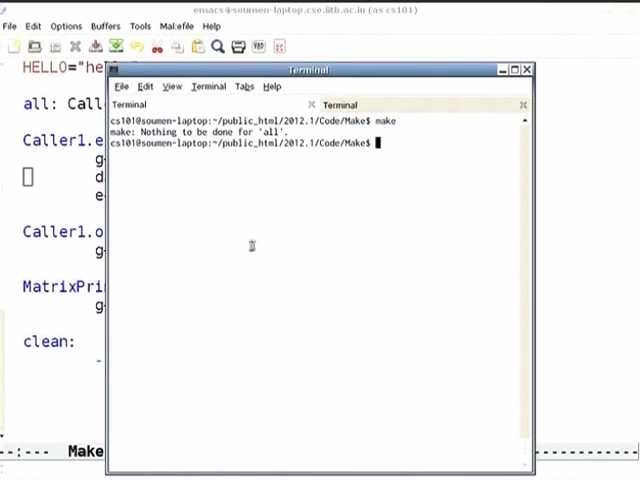 emacs@soumen-laptop.cse.iitb.ac.in (as cs101)
File Edit Options Buffers Tools Makefile Help
HELLO="he
all: Call
Caller1.e
g
d
e
Caller1.o
g
MatrixPri
g
clean:
-
--:--- Make
Terminal
File Edit View Terminal Tabs Help
Terminal
Terminal
cs101@soumen-laptop:~/public_html/2012.1/Code/Make$ make
make: Nothing to be done for 'all'.
cs101@soumen-laptop:~/public_html/2012.1/Code/Make$